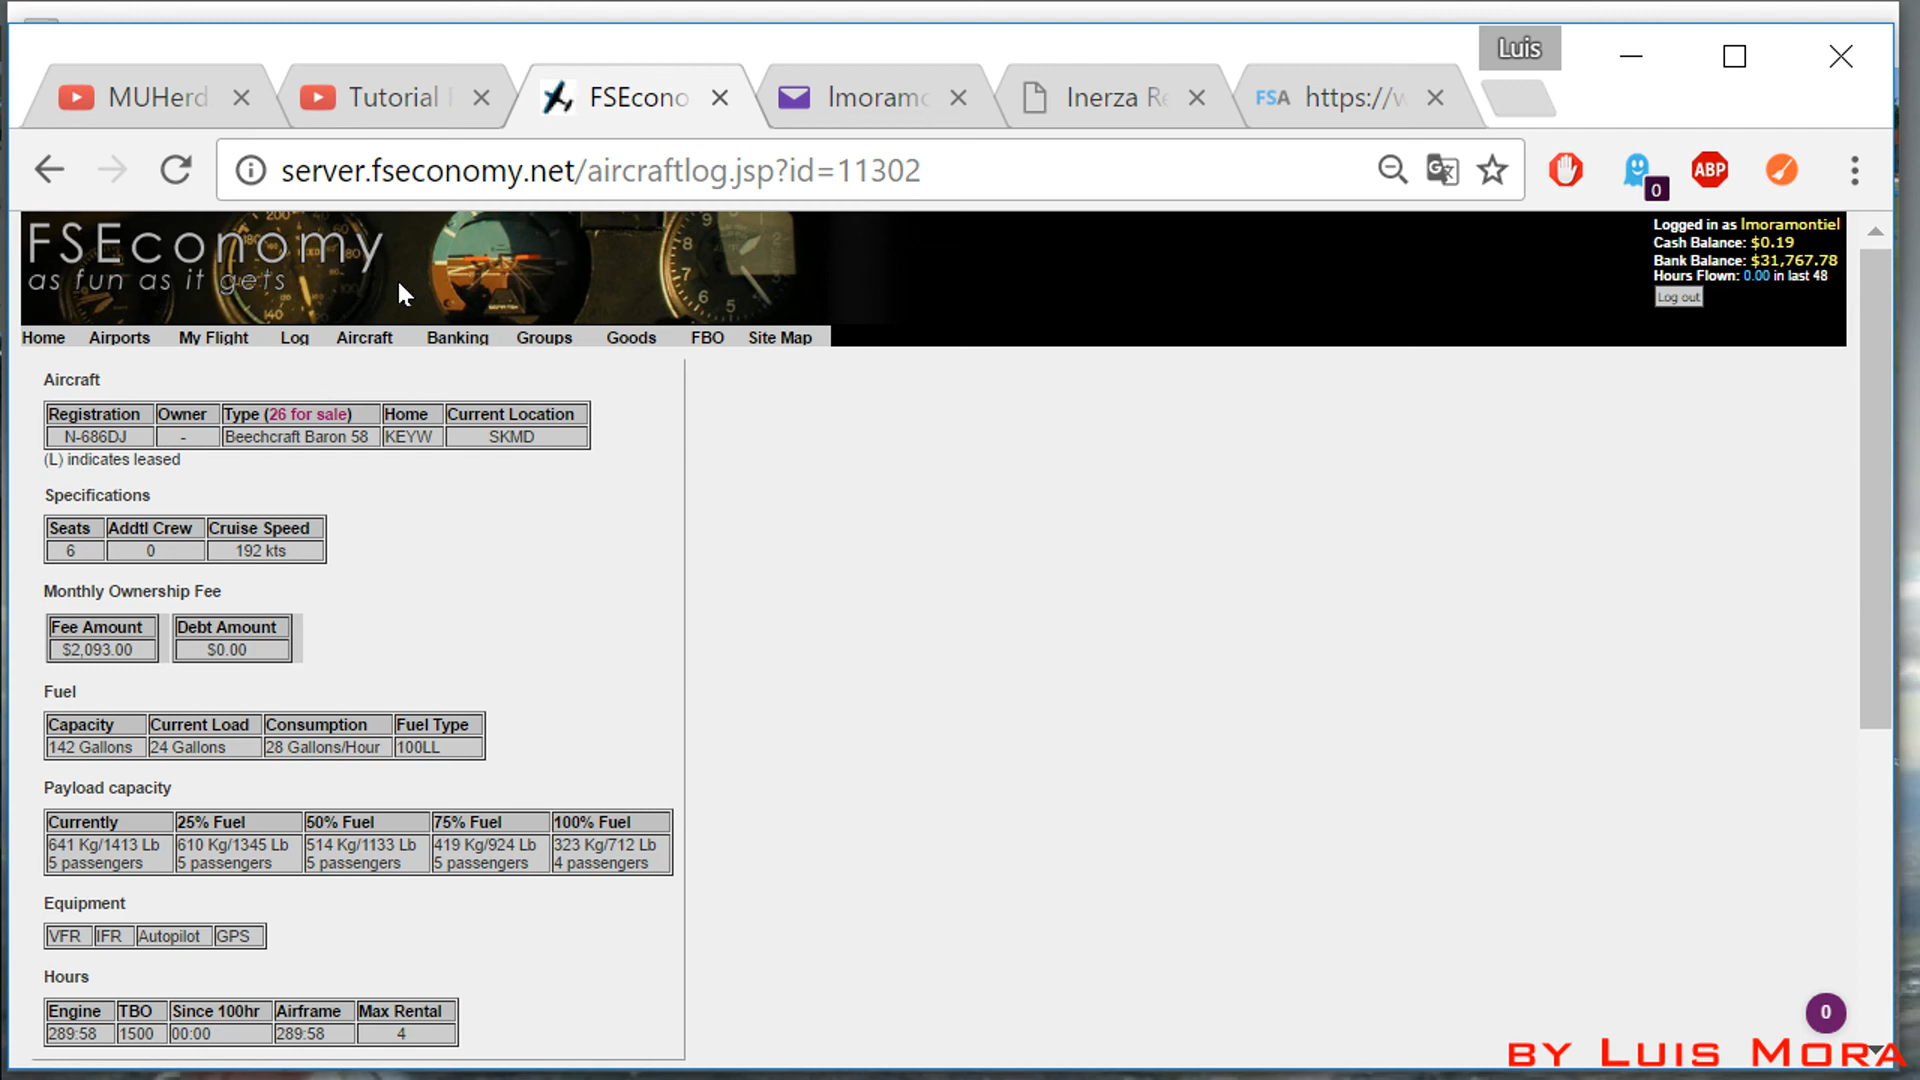 Luis
MUHerd
Tutorial
FSEcono
lmoramo
Inerza Re
FSA https://w
server.fseconomy.net/aircraftlog.jsp?id=11302
ABP
0
FSEconomy
as fun as it gets
Logged in as lmoramontiel
Cash Balance: $0.19
Bank Balance: $31,767.78
Hours Flown: 0.00 in last 48
Log out
Home Airports My Flight Log Aircraft Banking Groups Goods FBO Site Map
Aircraft
Registration Owner Type (26 for sale) Home Current Location
N-686DJ - Beechcraft Baron 58 KEYW SKMD
(L) indicates leased
Specifications
Seats Addtl Crew Cruise Speed
6 0 192 kts
Monthly Ownership Fee
Fee Amount Debt Amount
$2,093.00 $0.00
Fuel
Capacity Current Load Consumption Fuel Type
142 Gallons 24 Gallons 28 Gallons/Hour 100LL
Payload capacity
Currently 25% Fuel 50% Fuel 75% Fuel 100% Fuel
641 Kg/1413 Lb 610 Kg/1345 Lb 514 Kg/1133 Lb 419 Kg/924 Lb 323 Kg/712 Lb
5 passengers 5 passengers 5 passengers 5 passengers 4 passengers
Equipment
VFR IFR Autopilot GPS
Hours
Engine TBO Since 100hr Airframe Max Rental
289:58 1500 00:00 289:58 4
0
BY LUIS MORA